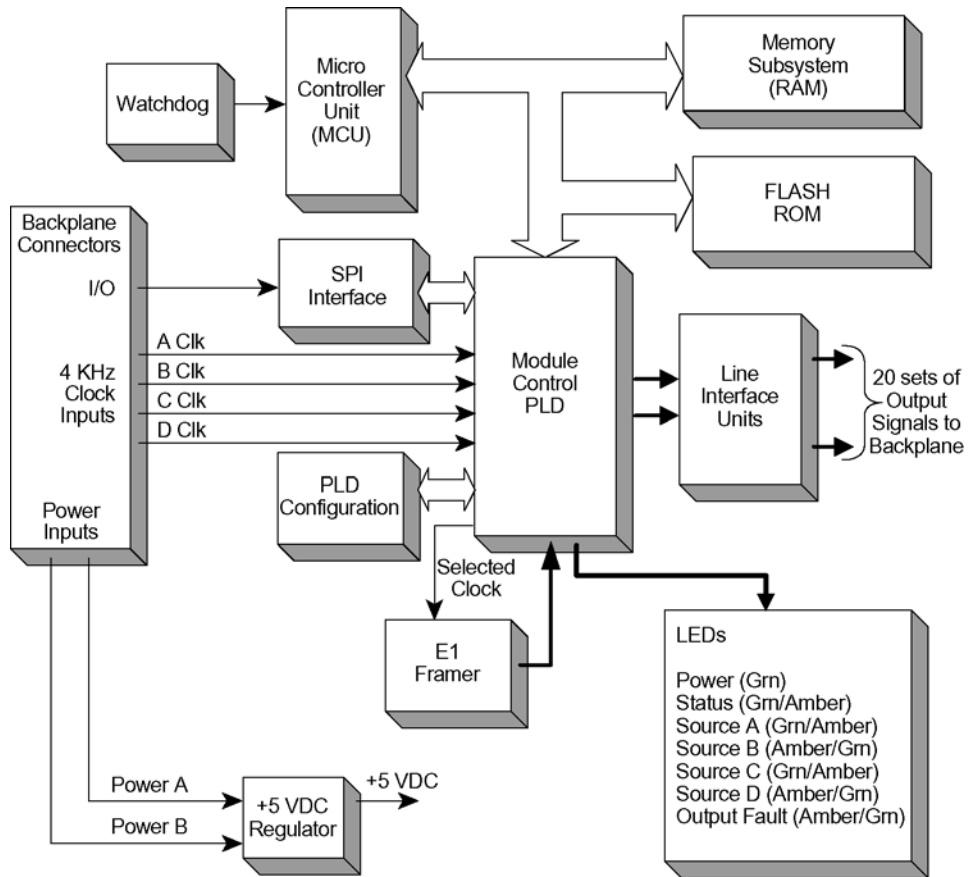 Watchdog
Micro
Controller
Unit
(MCU)
Memory
Subsystem
(RAM)
FLASH
ROM
Backplane
Connectors
I/O
4 KHz
Clock
Inputs
Power
Inputs
SPI
Interface
A Clk
B Clk
C Clk
D Clk
PLD
Configuration
Module
Control
PLD
Line
Interface
Units
20 sets of
Output
Signals to
Backplane
Selected
Clock
E1
Framer
LEDs
Power (Grn)
Status (Grn/Amber)
Source A (Grn/Amber)
Source B (Amber/Grn)
Source C (Grn/Amber)
Source D (Amber/Grn)
Output Fault (Amber/Grn)
Power A
Power B
+5 VDC
Regulator
+5 VDC